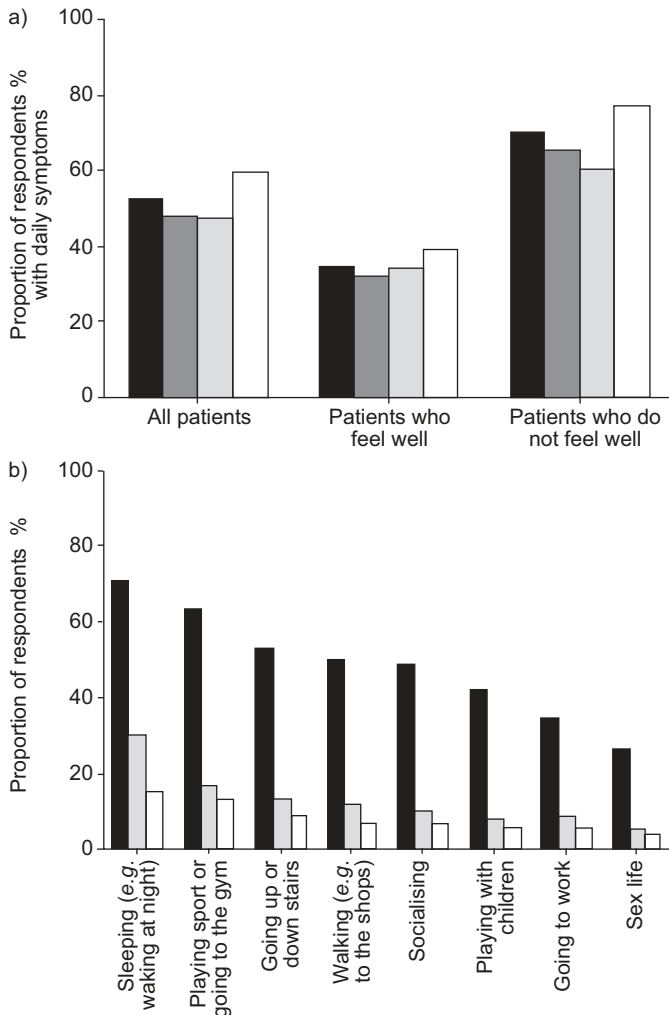 a)
Proportion of respondents %
with daily symptoms
100
80
60
40
20
0
All patients
Patients who
feel well
Patients who do
not feel well
b)
Proportion of respondents %
100
80
60
40
20
0
Sleeping (e.g.
waking at night)
Playing sport or
going to the gym
Going up or
down stairs
Walking (e.g.
to the shops)
Socialising
Playing with
children
Going to work
Sex life